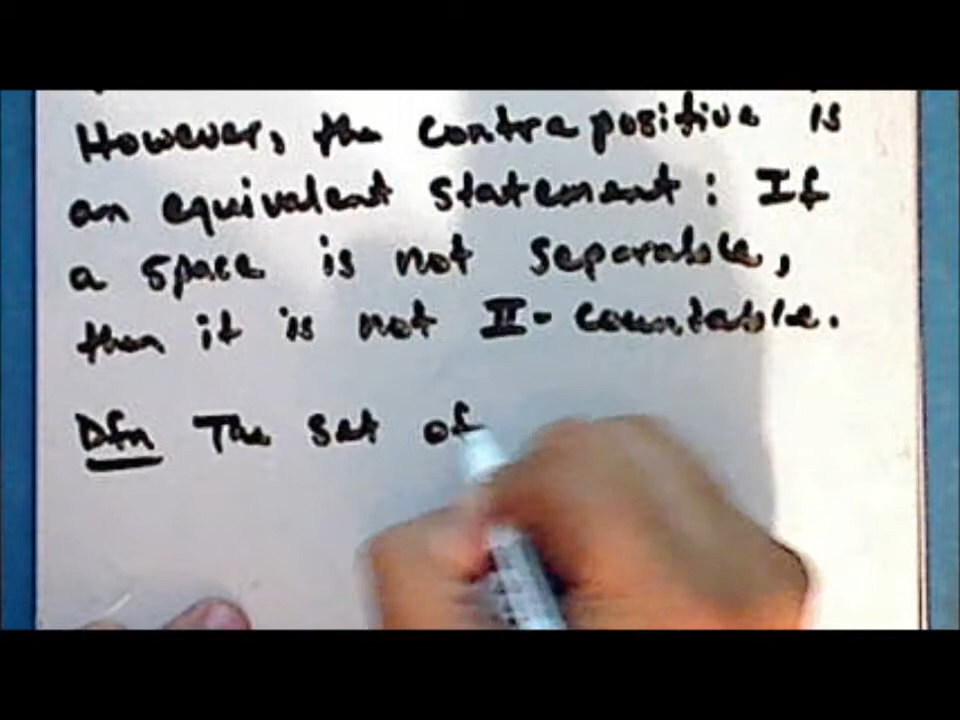 However, the contrapositive is
an equivalent statement: If
a space is not separable,
then it is not II-countable.
Dfn The set of